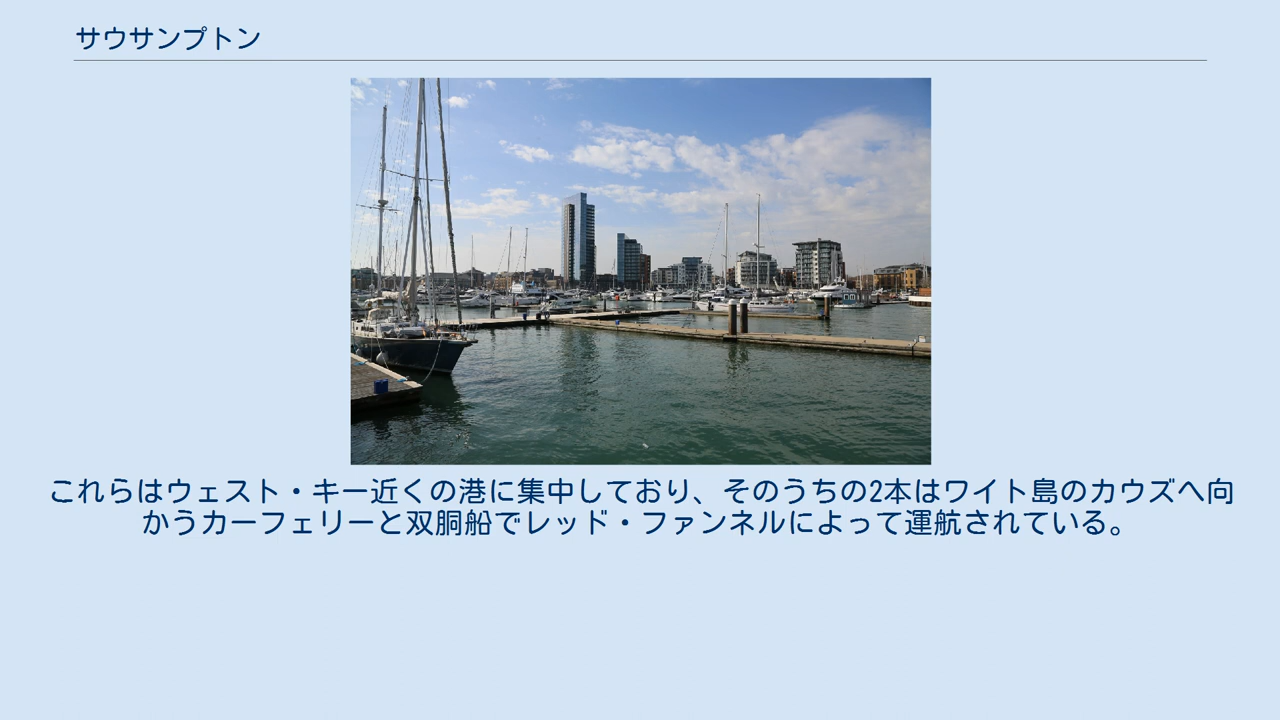 サウサンプトン
これらはウェスト・キー近くの港に集中しており、そのうちの2本はワイト島のカウズへ向
かうカーフェリーと双胴船でレッド・ファンネルによって運航されている。